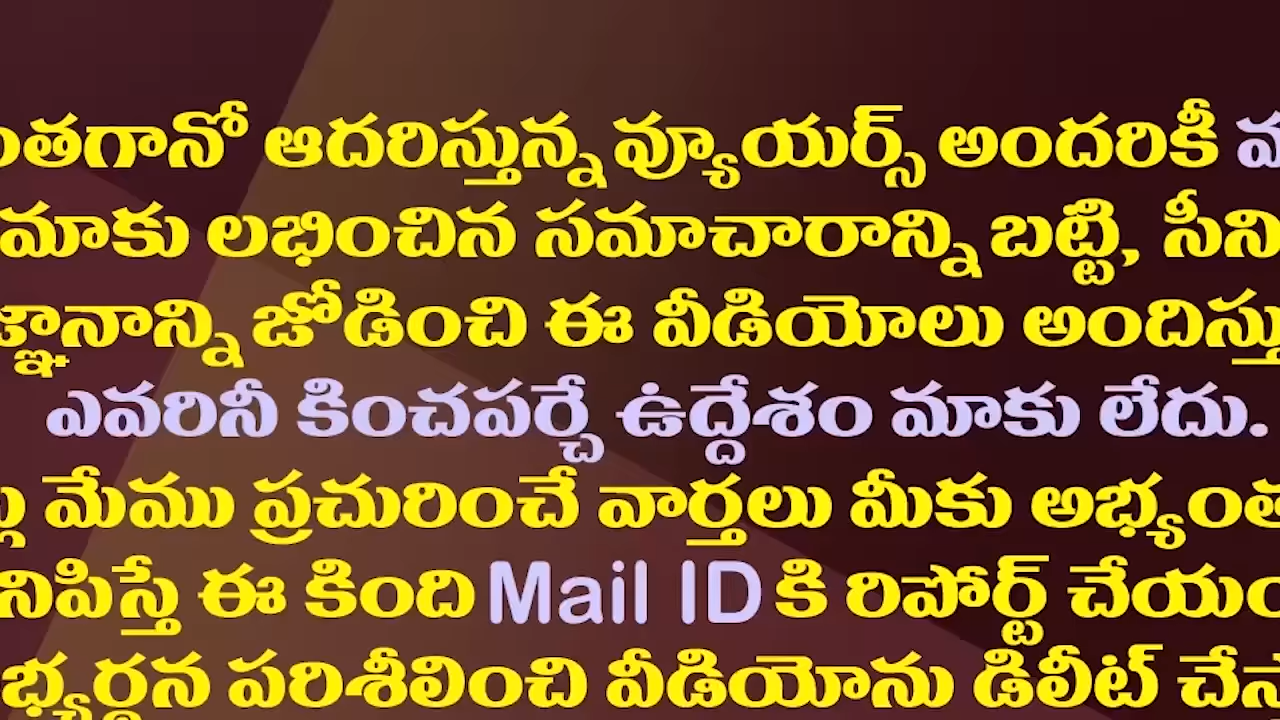 ంతగానో ఆదరిస్తున్న వ్యూయర్స్ అందరికీ
మాకు లభించిన సమాచారాన్ని బట్టి, సీని
జ్ఞానాన్ని జోడించి ఈ వీడియోలు అందిస్తు
ఎవరినీ కించపర్చే ఉద్దేశం మాకు లేదు.
మేము ప్రచురించే వార్తలు మీకు అభ్యంత
నిపిస్తే ఈ కింది Mail ID కి రిపోర్ట్ చేయం
భ్యర్థన పరిశీలించి వీడియోను డిలీట్ చేస